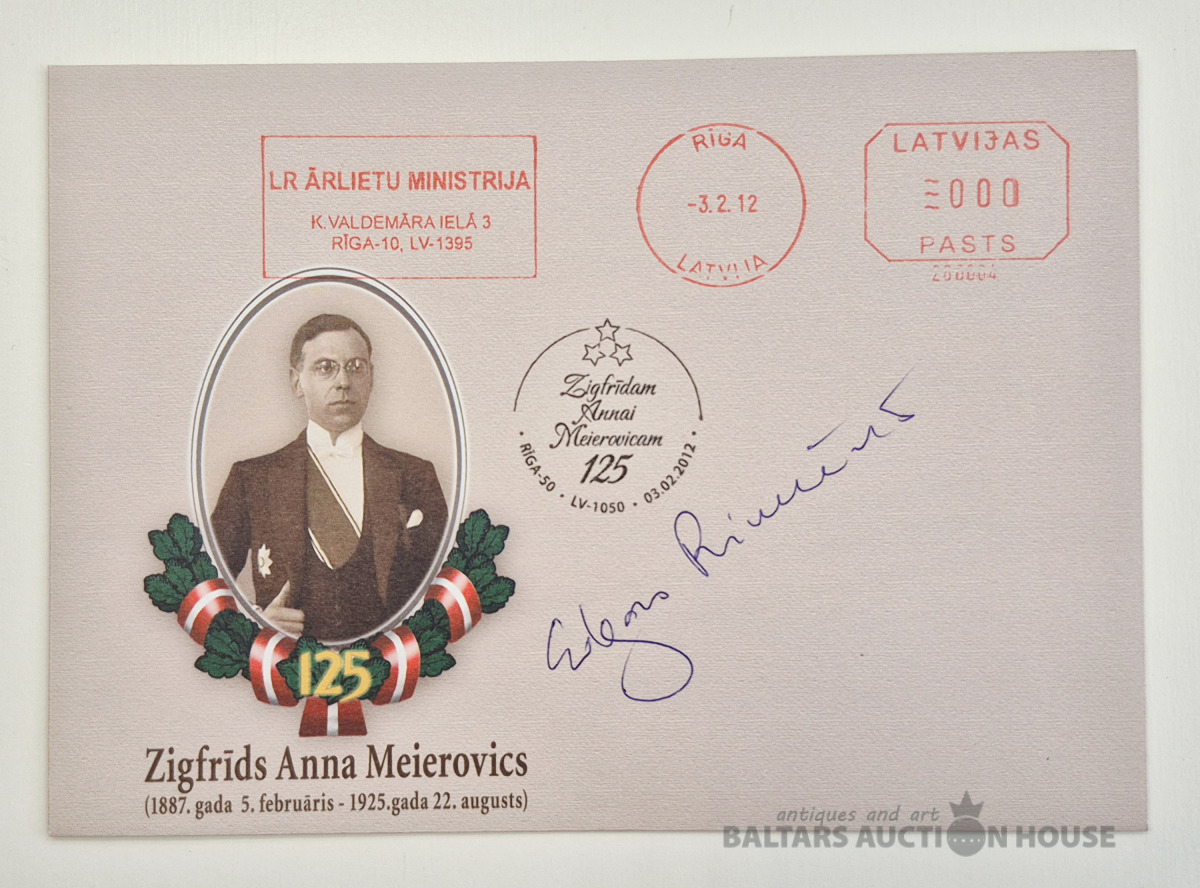 LR ĀRLIETU MINISTRIJA
K. VALDEMĀRA IELĀ 3
RĪGA-10, LV-1395
RĪGA
-3.2.12
LATVIJA
LATVIJAS
000
PASTS
Zigfrīdam
Annai
Meierovicam
125
RĪGA-50 • LV-1050 • 03.02.2012
Edgars Rinkēvičs
125
Zigfrīds Anna Meierovics
(1887. gada 5. februāris - 1925.gada 22. augusts)
antiques and art
BALTARS AUCTION HOUSE